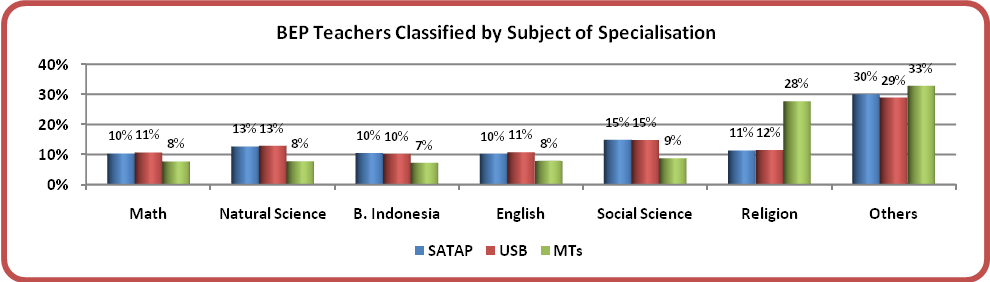 BEP Teachers Classified by Subject of Specialisation
40%
30%
20%
10%
0%
10% 11% 8%
13% 13% 8%
10% 10% 7%
10% 11% 8%
15% 15% 9%
11% 12% 28%
30% 29% 33%
Math Natural Science B. Indonesia English Social Science Religion Others
SATAP USB MTs